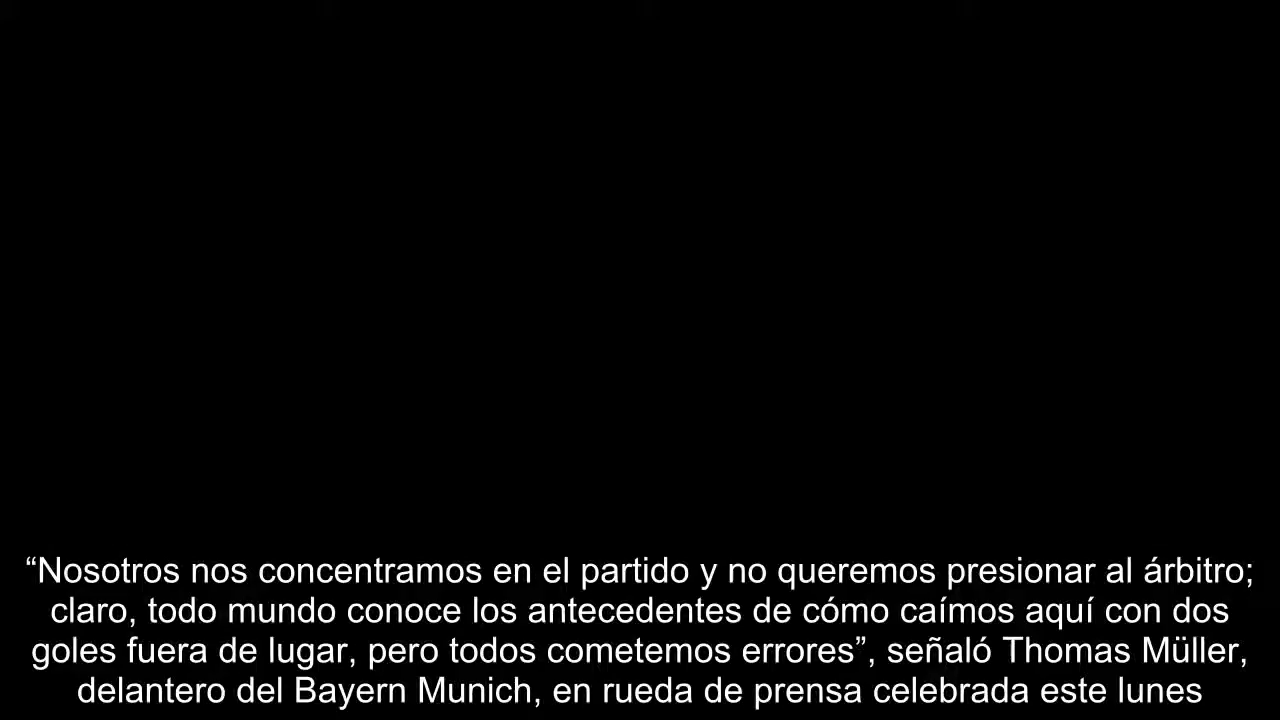 “Nosotros nos concentramos en el partido y no queremos presionar al árbitro;
claro, todo mundo conoce los antecedentes de cómo caímos aquí con dos
goles fuera de lugar, pero todos cometemos errores”, señaló Thomas Müller,
delantero del Bayern Munich, en rueda de prensa celebrada este lunes